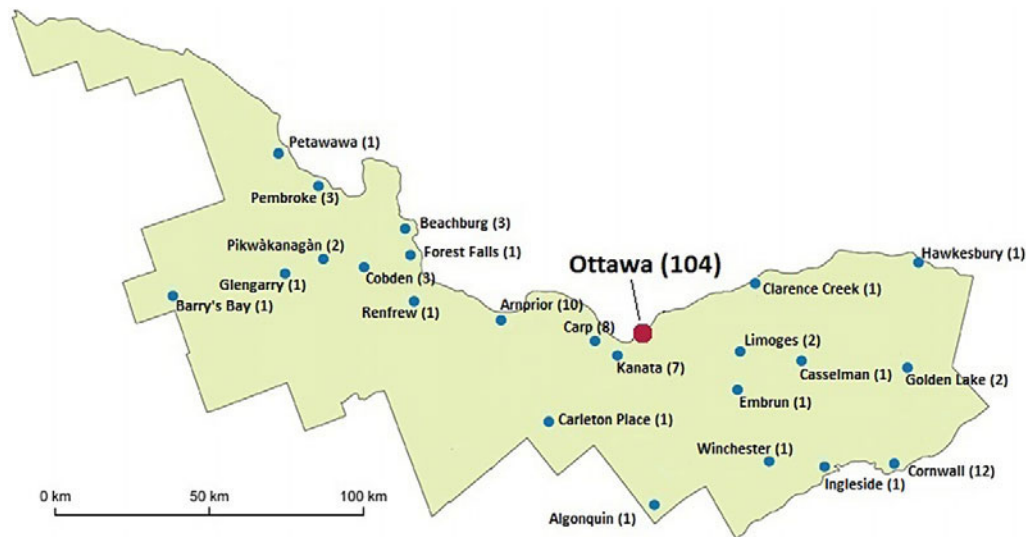 Petawawa (1)
Pembroke (3)
Beachburg (3)
Pikwàkanagàn (2)
Forest Falls (1)
Hawkesbury (1)
Ottawa (104)
Glengarry (1)
Cobden (3)
Clarence Creek (1)
Barry's Bay (1)
Renfrew (1)
Arnprior (10)
Carp (8)
Limoges (2)
Kanata (7)
Casselman (1)
Golden Lake (2)
Embrun (1)
Carleton Place (1)
Winchester (1)
Cornwall (12)
Ingleside (1)
0 km 50 km 100 km
Algonquin (1)